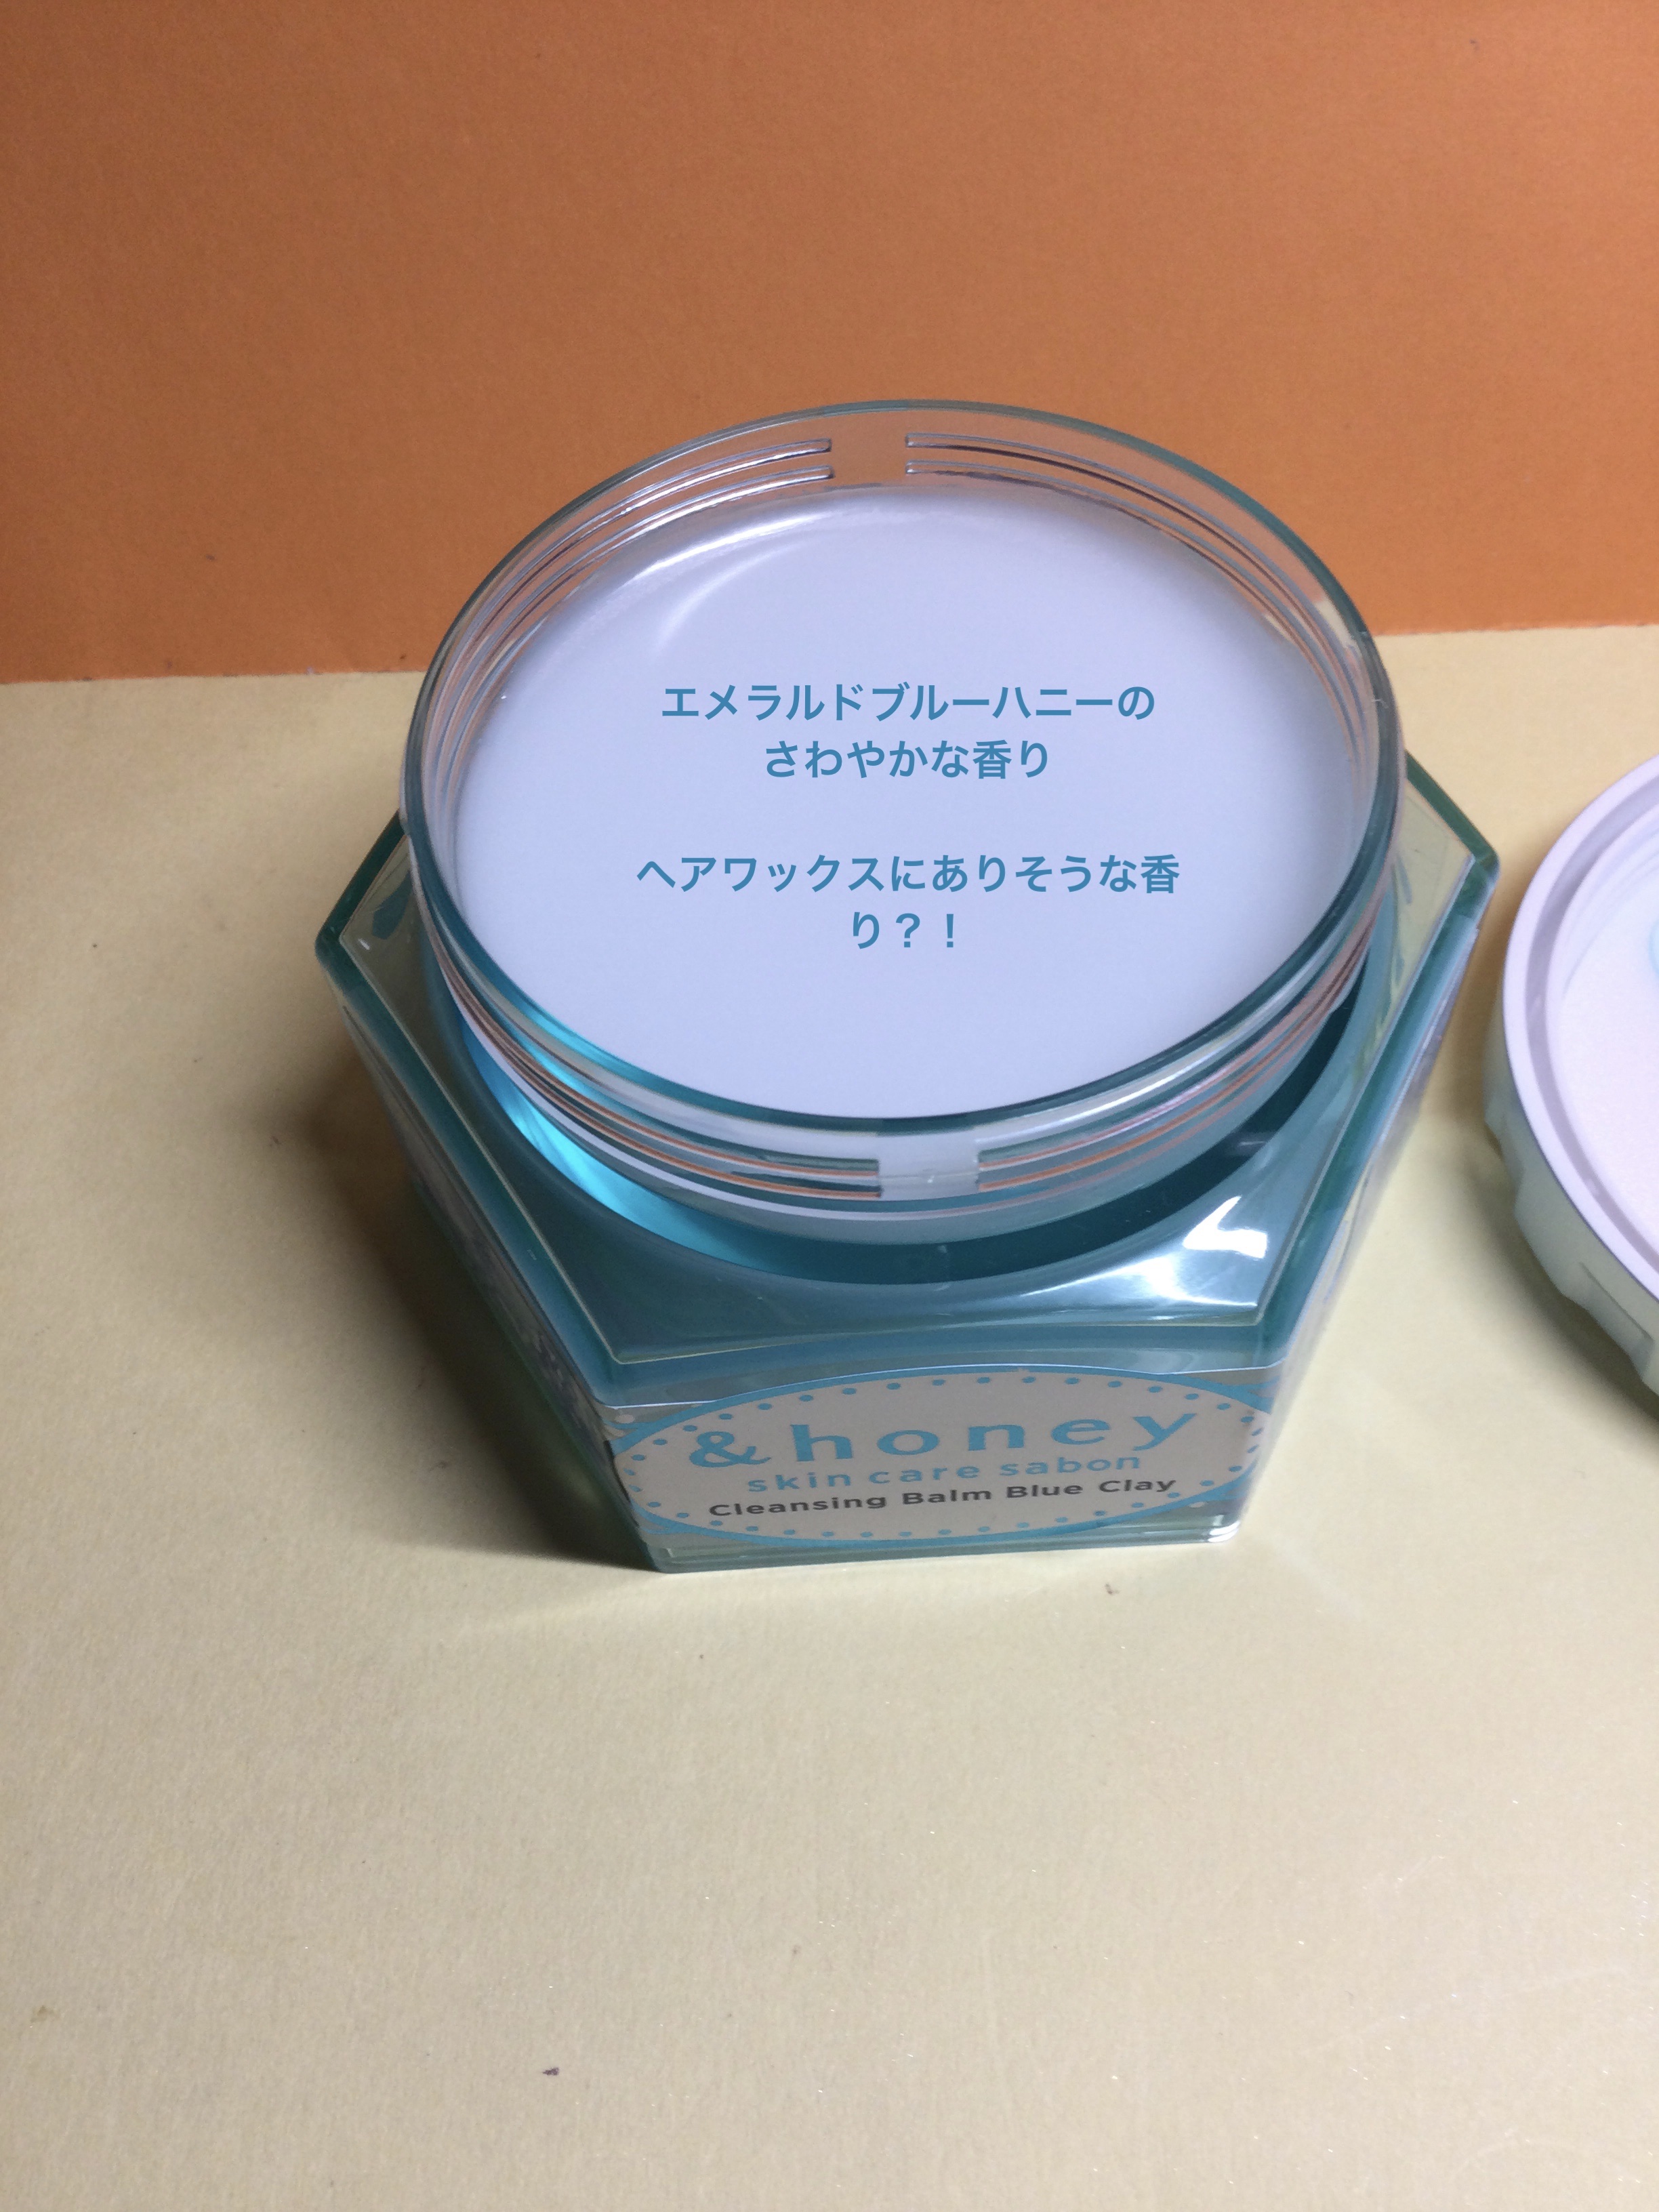 エメラルドブルーハニーの
さわやかな香り
ヘアワックスにありそうな香
り？！
&honey
skin care sabon
Cleansing Balm Blue Clay